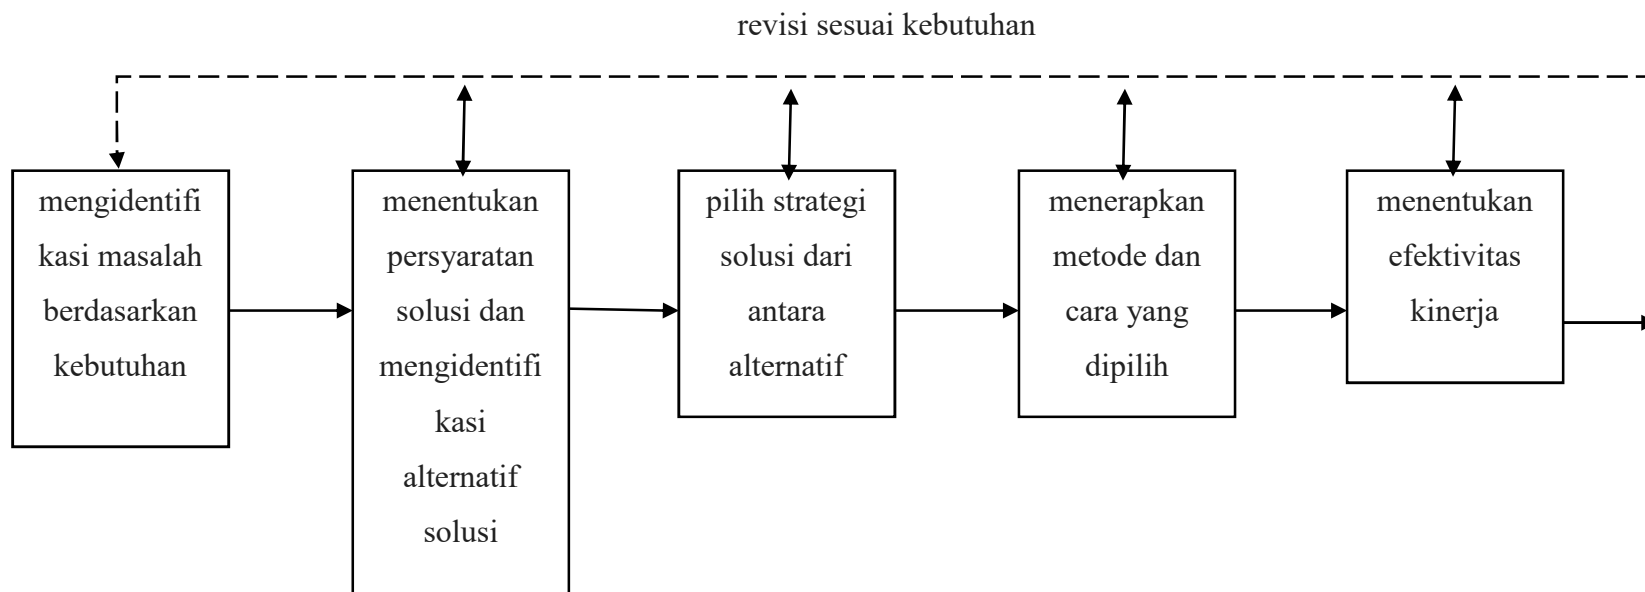 revisi sesuai kebutuhan
mengidentifi
kasi masalah
berdasarkan
kebutuhan
menentukan
persyaratan
solusi dan
mengidentifi
kasi
alternatif
solusi
pilih strategi
solusi dari
antara
alternatif
menerapkan
metode dan
cara yang
dipilih
menentukan
efektivitas
kinerja